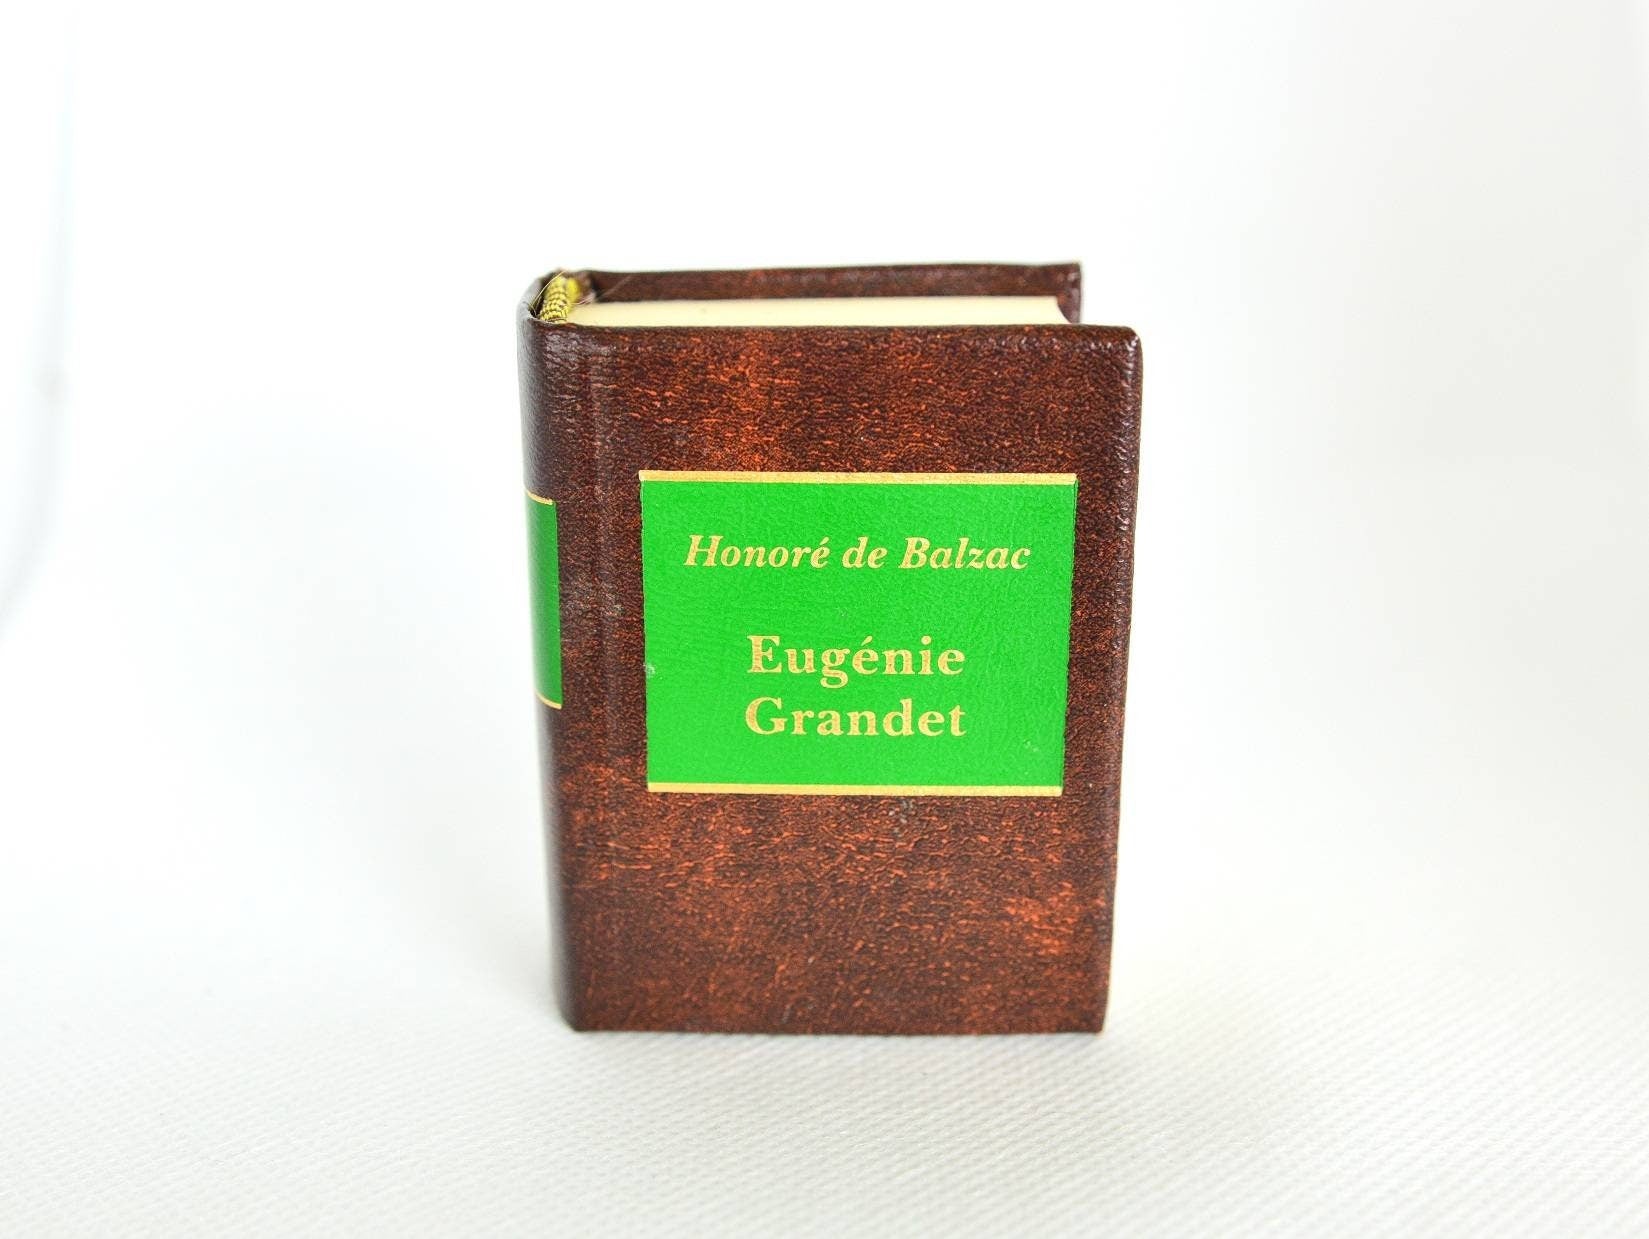 Honoré de Balzac
Eugénie
Grandet